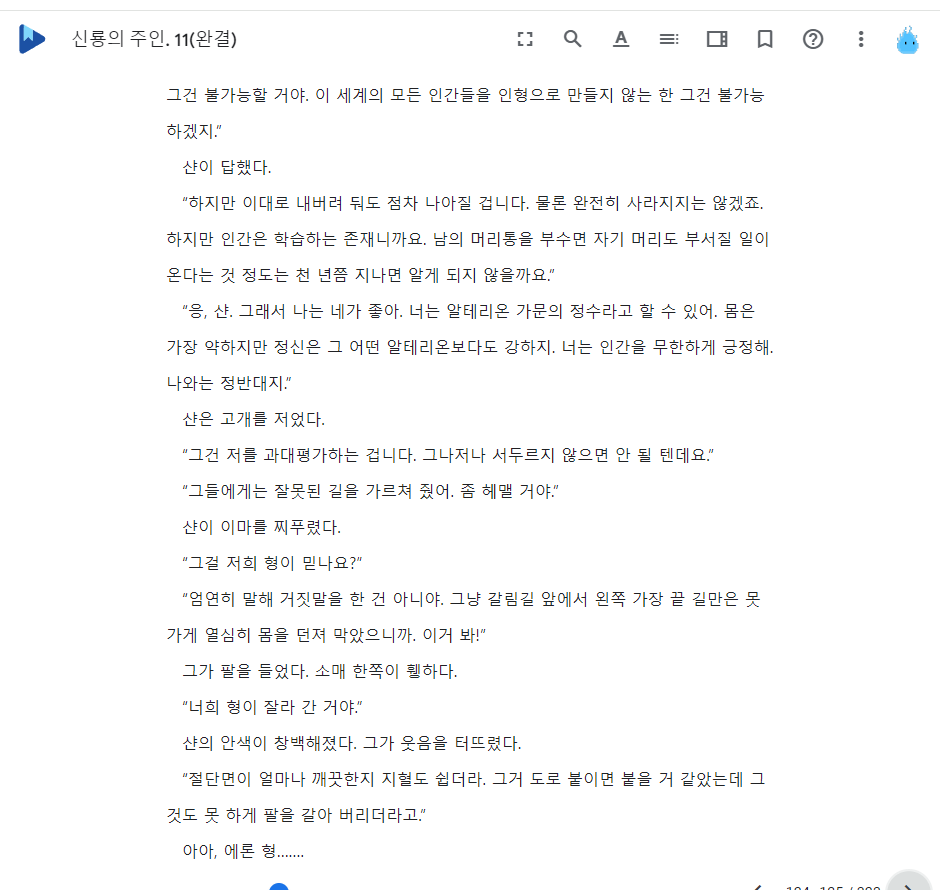 신룡의 주인. 11(완결)
그건 불가능할 거야. 이 세계의 모든 인간들을 인형으로 만들지 않는 한 그건 불가능
하겠지.”
샨이 답했다.
“하지만 이대로 내버려 둬도 점차 나아질 겁니다. 물론 완전히 사라지지는 않겠죠.
하지만 인간은 학습하는 존재니까요. 남의 머리통을 부수면 자기 머리도 부서질 일이
온다는 것 정도는 천 년쯤 지나면 알게 되지 않을까요.”
“응, 샨. 그래서 나는 네가 좋아. 너는 알테리온 가문의 정수라고 할 수 있어. 몸은
가장 약하지만 정신은 그 어떤 알테리온보다도 강하지. 너는 인간을 무한하게 긍정해.
나와는 정반대지.”
샨은 고개를 저었다.
“그건 저를 과대평가하는 겁니다. 그나저나 서두르지 않으면 안 될 텐데요.”
“그들에게는 잘못된 길을 가르쳐 줬어. 좀 헤맬 거야.”
샨이 이마를 찌푸렸다.
“그걸 저희 형이 믿나요?”
“엄연히 말해 거짓말을 한 건 아니야. 그냥 갈림길 앞에서 왼쪽 가장 끝 길만은 못
가게 열심히 몸을 던져 막았으니까. 이거 봐!”
그가 팔을 들었다. 소매 한쪽이 휑하다.
“너희 형이 잘라 간 거야.”
샨의 안색이 창백해졌다. 그가 웃음을 터뜨렸다.
“절단면이 얼마나 깨끗한지 지혈도 쉽더라. 그거 도로 붙이면 붙을 거 같았는데 그
것도 못 하게 팔을 갈아 버리더라고.”
아아, 에론 형…….